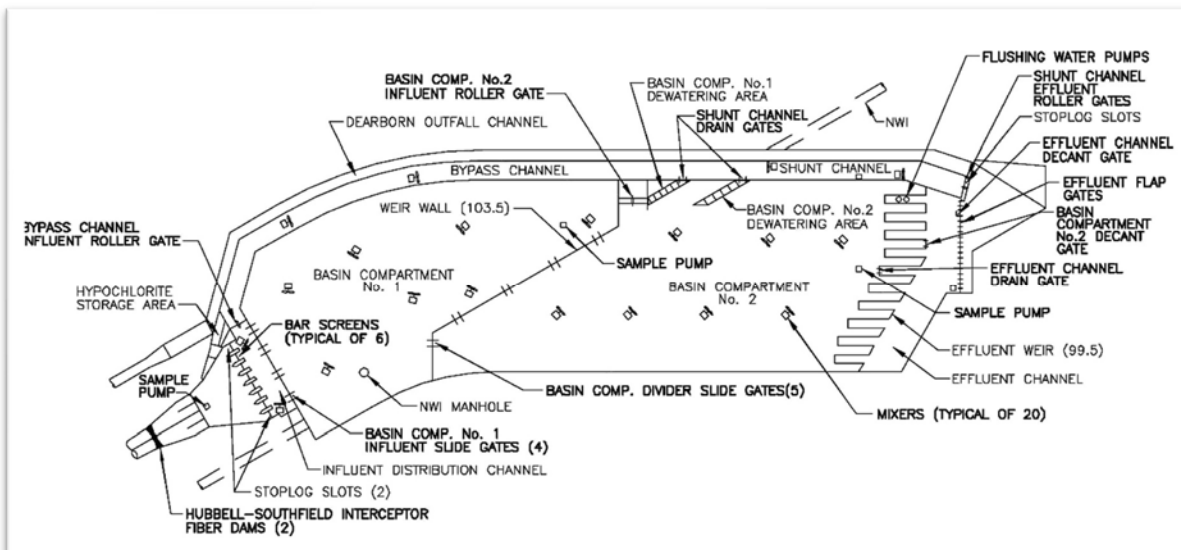 FLUSHING WATER PUMPS
SHUNT CHANNEL
EFFLUENT
ROLLER GATES
STOPLOG SLOTS
EFFLUENT CHANNEL
DECANT GATE
EFFLUENT FLAP
GATES
BASIN
COMPARTMENT
No.2 DECANT
GATE
EFFLUENT CHANNEL
DRAIN GATE
SAMPLE PUMP
EFFLUENT WEIR (99.5)
EFFLUENT CHANNEL
MIXERS (TYPICAL OF 20)
BASIN COMP. No.2
INFLUENT ROLLER GATE
BASIN COMP. No.1
DEWATERING AREA
SHUNT CHANNEL
DRAIN GATES
NWI
DEARBORN OUTFALL CHANNEL
BYPASS CHANNEL
SHUNT CHANNEL
WEIR WALL (103.5)
BASIN COMP. No.2
DEWATERING AREA
SAMPLE PUMP
BYPASS CHANNEL
INFLUENT ROLLER GATE
BASIN COMPARTMENT
No. 1
BASIN COMPARTMENT
No. 2
HYPOCHLORITE
STORAGE AREA
BAR SCREENS
(TYPICAL OF 6)
SAMPLE
PUMP
BASIN COMP. DIVIDER SLIDE GATES(5)
NWI MANHOLE
BASIN COMP. No. 1
INFLUENT SLIDE GATES (4)
INFLUENT DISTRIBUTION CHANNEL
STOPLOG SLOTS (2)
HUBBELL-SOUTHFIELD INTERCEPTOR
FIBER DAMS (2)